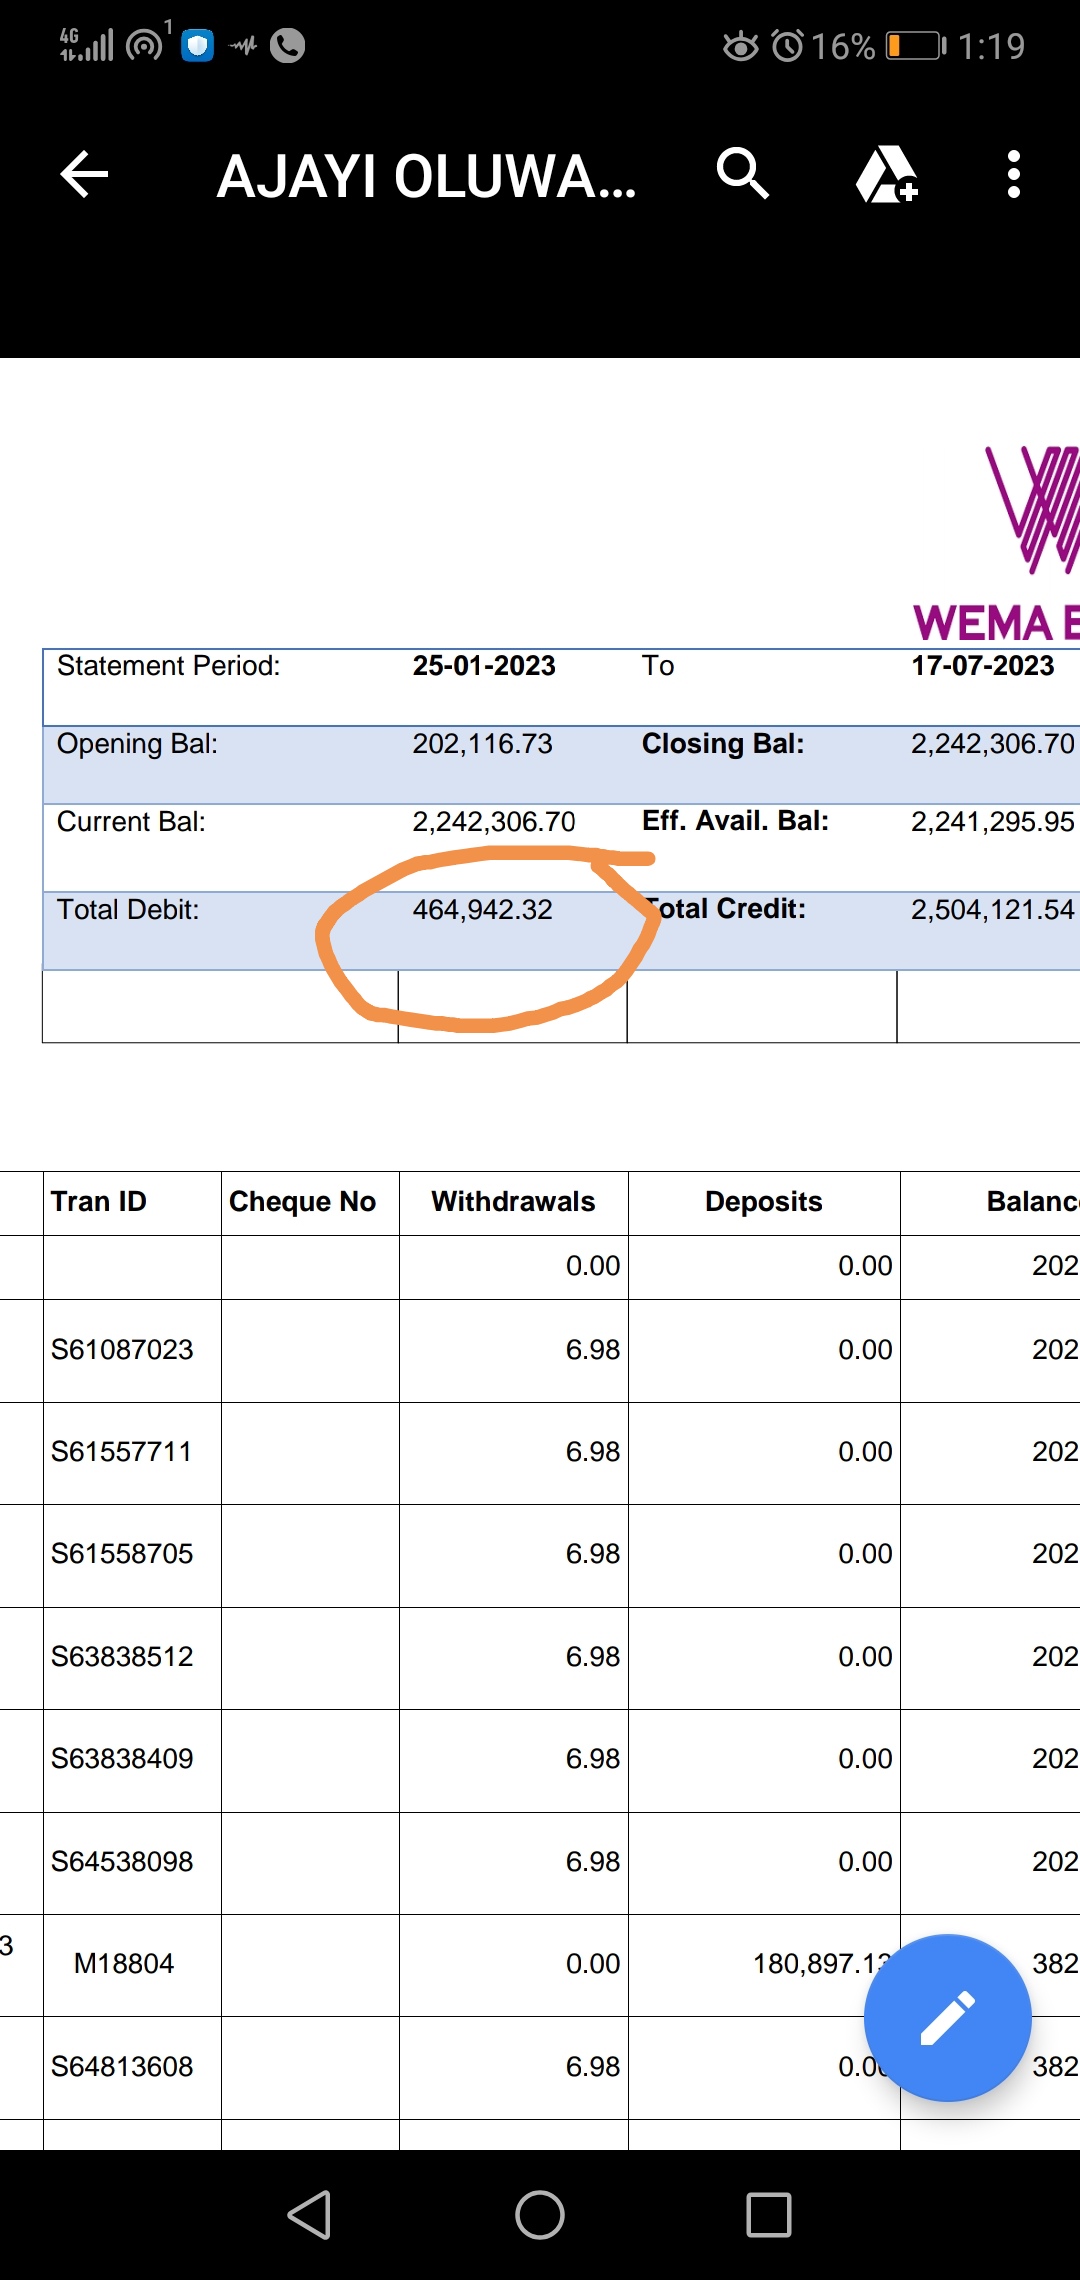 4G 1 16% 1:19
AJAYI OLUWA...
WEMA
Statement Period: 25-01-2023 To 17-07-2023
Opening Bal: 202,116.73 Closing Bal: 2,242,306.70
Current Bal: 2,242,306.70 Eff. Avail. Bal: 2,241,295.95
Total Debit: 464,942.32 Total Credit: 2,504,121.54
Tran ID Cheque No Withdrawals Deposits Balanc
0.00 0.00 202
S61087023 6.98 0.00 202
S61557711 6.98 0.00 202
S61558705 6.98 0.00 202
S63838512 6.98 0.00 202
S63838409 6.98 0.00 202
S64538098 6.98 0.00 202
3 M18804 0.00 180,897.13 382
S64813608 6.98 0.00 382